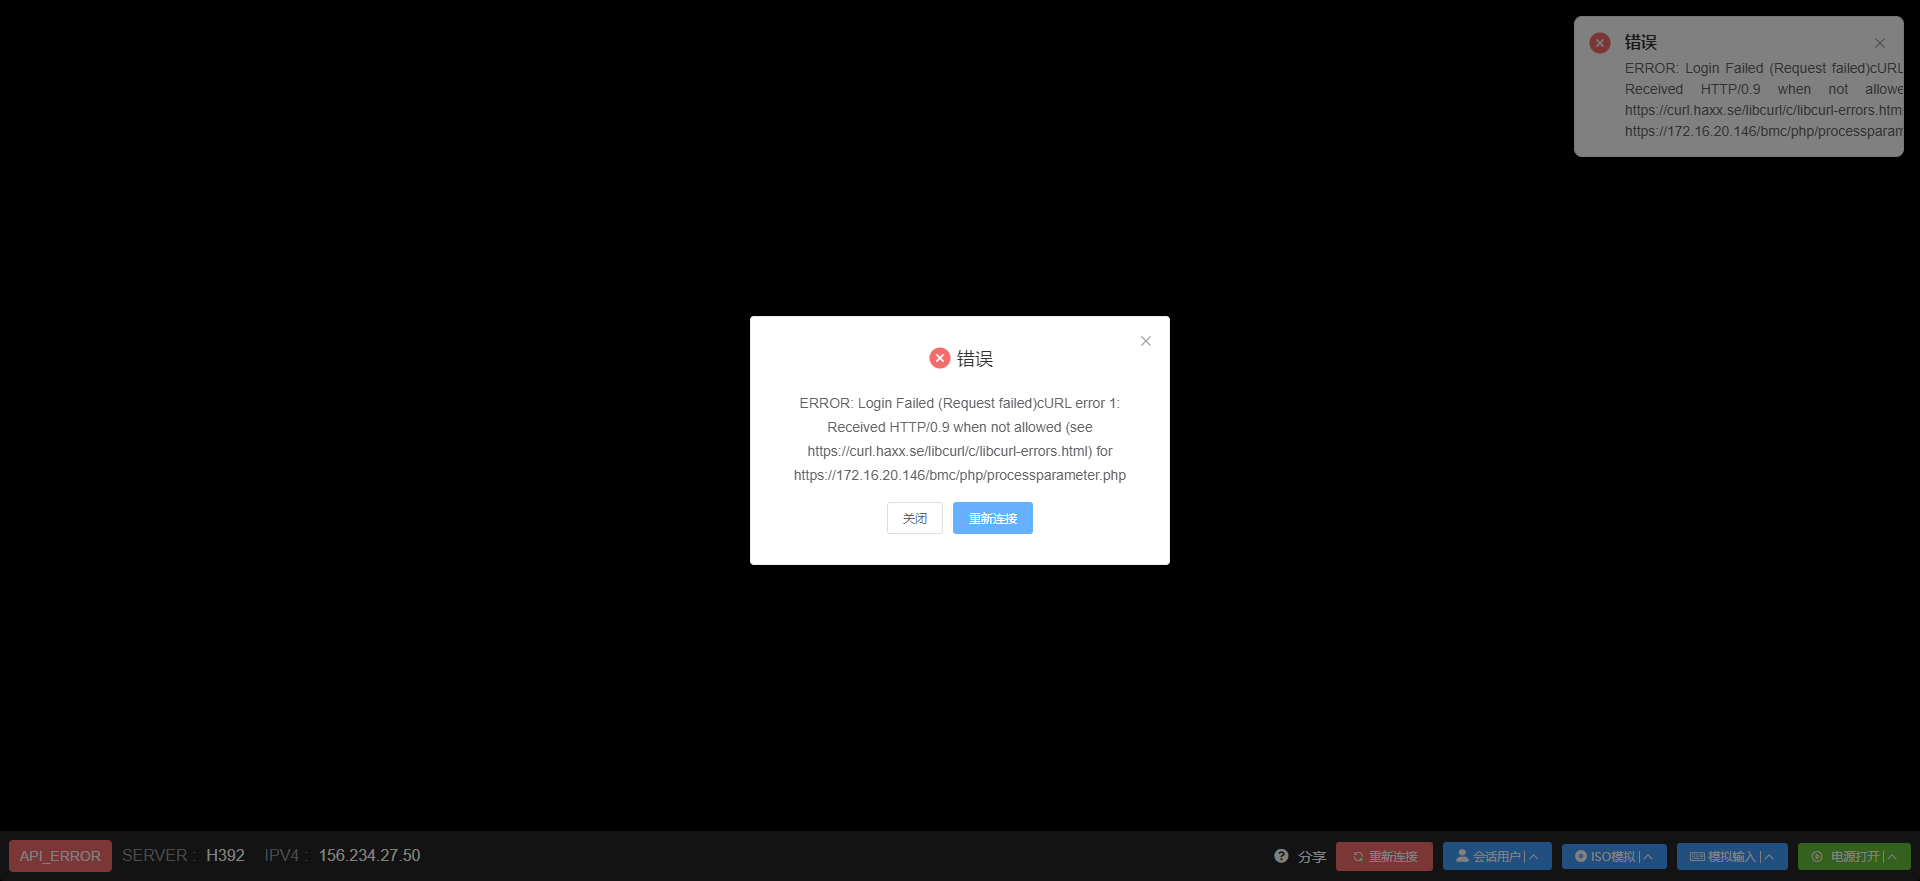 错误
ERROR: Login Failed (Request failed)cURL
Received HTTP/0.9 when not allowe
https://curl.haxx.se/libcurl/c/libcurl-errors.htm
https://172.16.20.146/bmc/php/processparam
错误
ERROR: Login Failed (Request failed)cURL error 1:
Received HTTP/0.9 when not allowed (see
https://curl.haxx.se/libcurl/c/libcurl-errors.html) for
https://172.16.20.146/bmc/php/processparameter.php
关闭 重新连接
API_ERROR SERVER : H392 IPV4 : 156.234.27.50 分享 重新连接 会话用户 | ISO模拟 | 模拟输入 | 电源打开 |